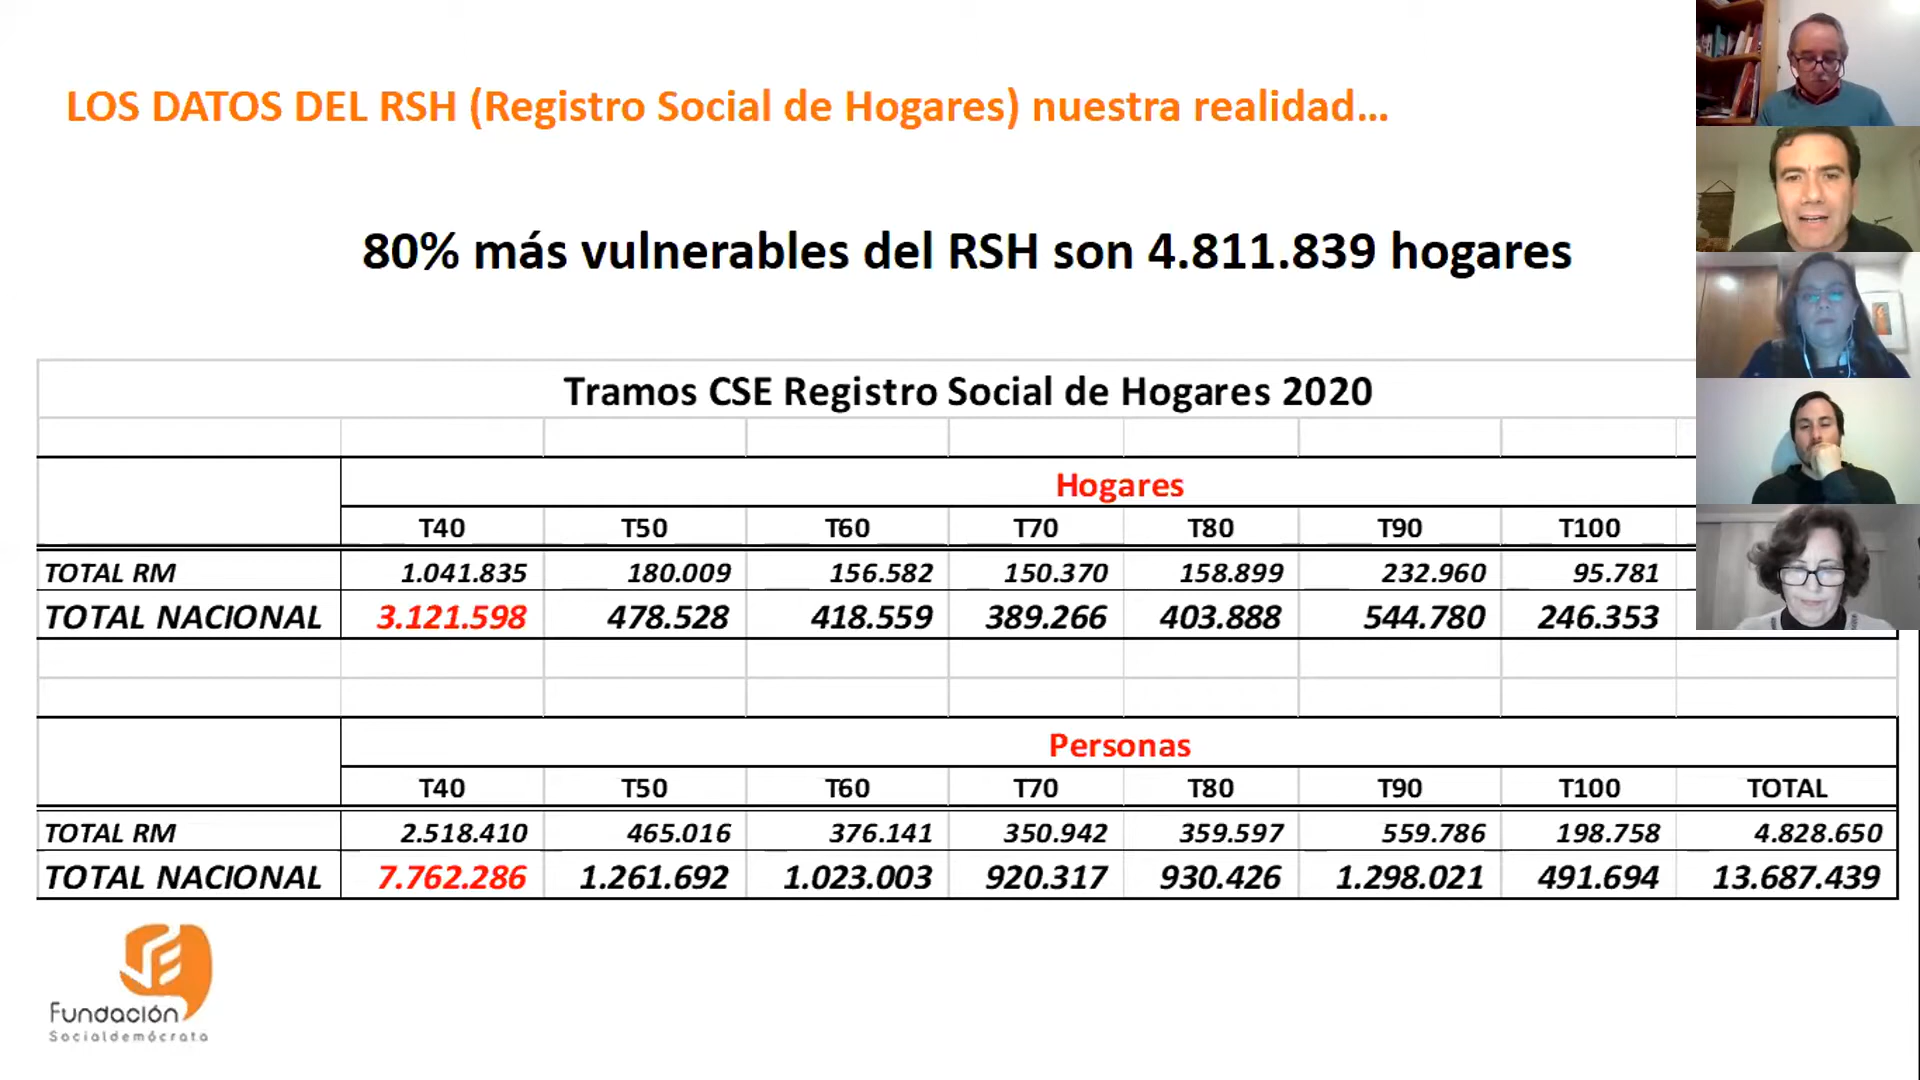 LOS DATOS DEL RSH (Registro Social de Hogares) nuestra realidad...
80% más vulnerables del RSH son 4.811.839 hogares
Tramos CSE Registro Social de Hogares 2020
Hogares
T40 T50 T60 T70 T80 T90 T100
TOTAL RM 1.041.835 180.009 156.582 150.370 158.899 232.960 95.781
TOTAL NACIONAL 3.121.598 478.528 418.559 389.266 403.888 544.780 246.353
Personas
T40 T50 T60 T70 T80 T90 T100 TOTAL
TOTAL RM 2.518.410 465.016 376.141 350.942 359.597 559.786 198.758 4.828.650
TOTAL NACIONAL 7.762.286 1.261.692 1.023.003 920.317 930.426 1.298.021 491.694 13.687.439
Fundación
Socialdemócrata